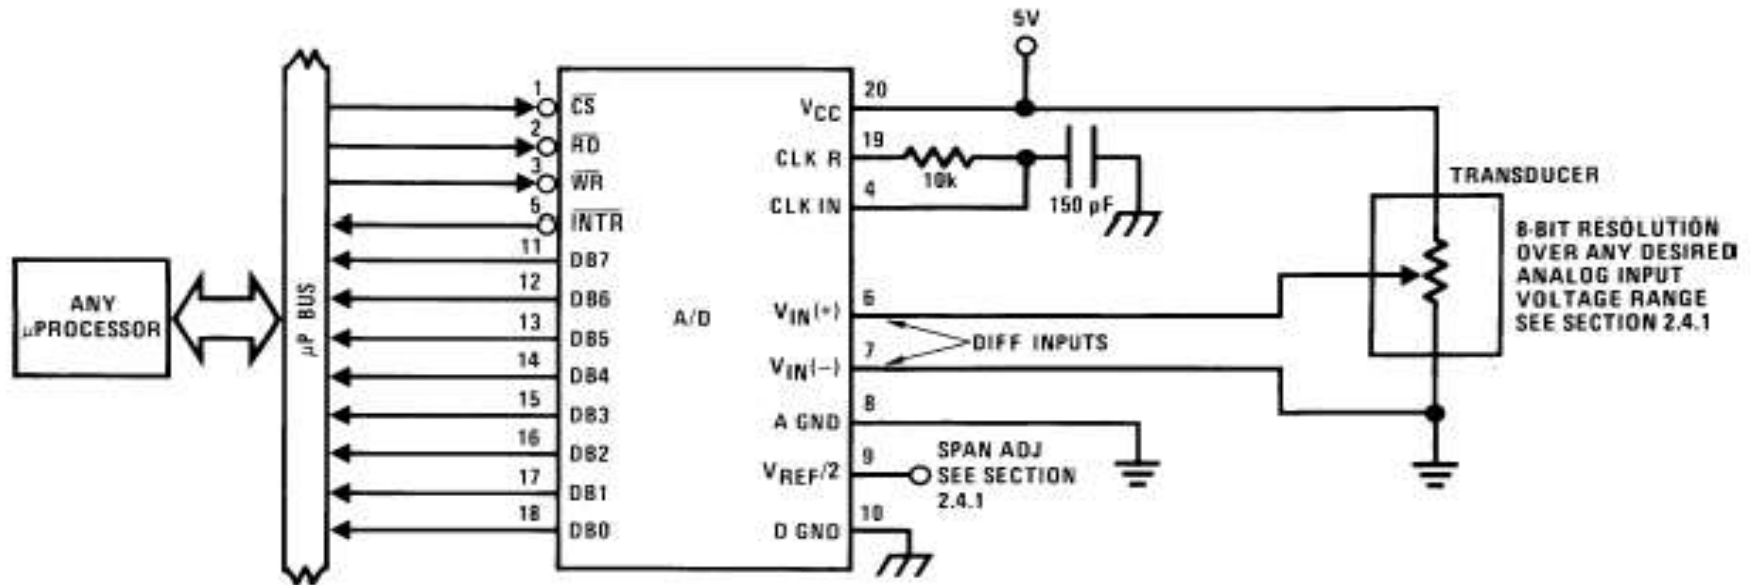 5V
1
CS
2
RD
3
WR
5
INTR
11
DB7
12
DB6
13
DB5
14
DB4
15
DB3
16
DB2
17
DB1
18
DB0
ANY
μPROCESSOR
μP BUS
A/D
20
VCC
19
CLK R
10k
4
CLK IN
150 pF
6
VIN(+)
DIFF INPUTS
7
VIN(−)
8
A GND
9
VREF/2
SPAN ADJ
SEE SECTION
2.4.1
10
D GND
TRANSDUCER
8-BIT RESOLUTION
OVER ANY DESIRED
ANALOG INPUT
VOLTAGE RANGE
SEE SECTION 2.4.1